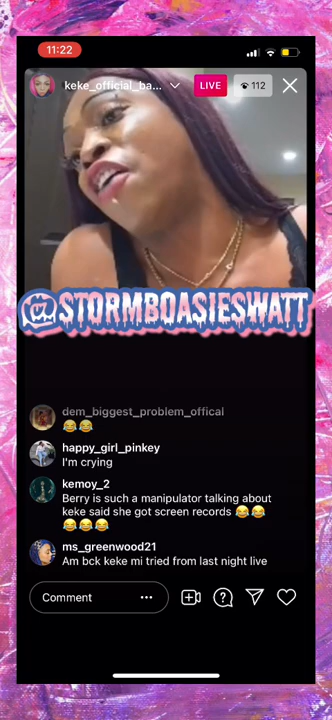 11:22
keke_official_ba...
LIVE
112
@STORMBOASIESWATT
dem_biggest_problem_offical
😂😂
happy_girl_pinkey
I'm crying
kemoy_2
Berry is such a manipulator talking about
keke said she got screen records 😂😂
😂😂😂
ms_greenwood21
Am bck keke mi tried from last night live
Comment